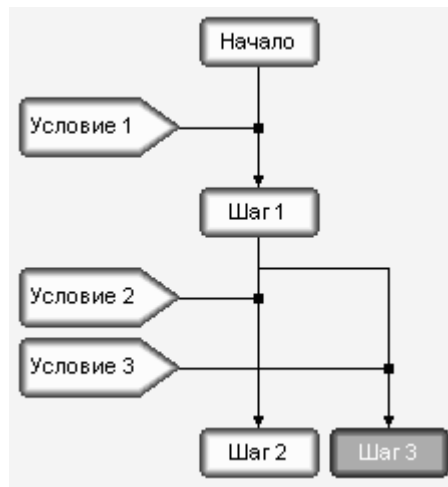 Начало
Условие 1
Шаг 1
Условие 2
Условие 3
Шаг 2
Шаг 3